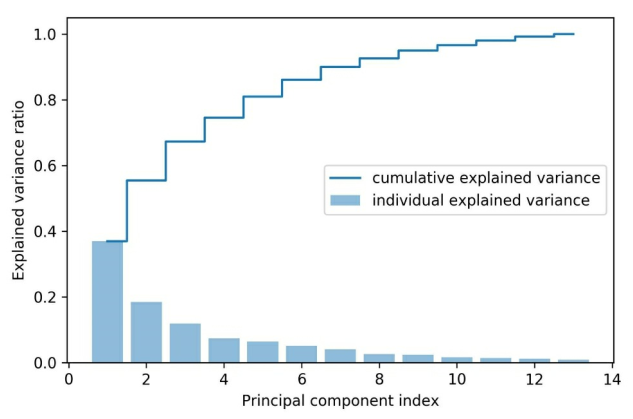 1.0
0.8
0.6
0.4
0.2
0.0
Explained variance ratio
cumulative explained variance
individual explained variance
0 2 4 6 8 10 12 14
Principal component index